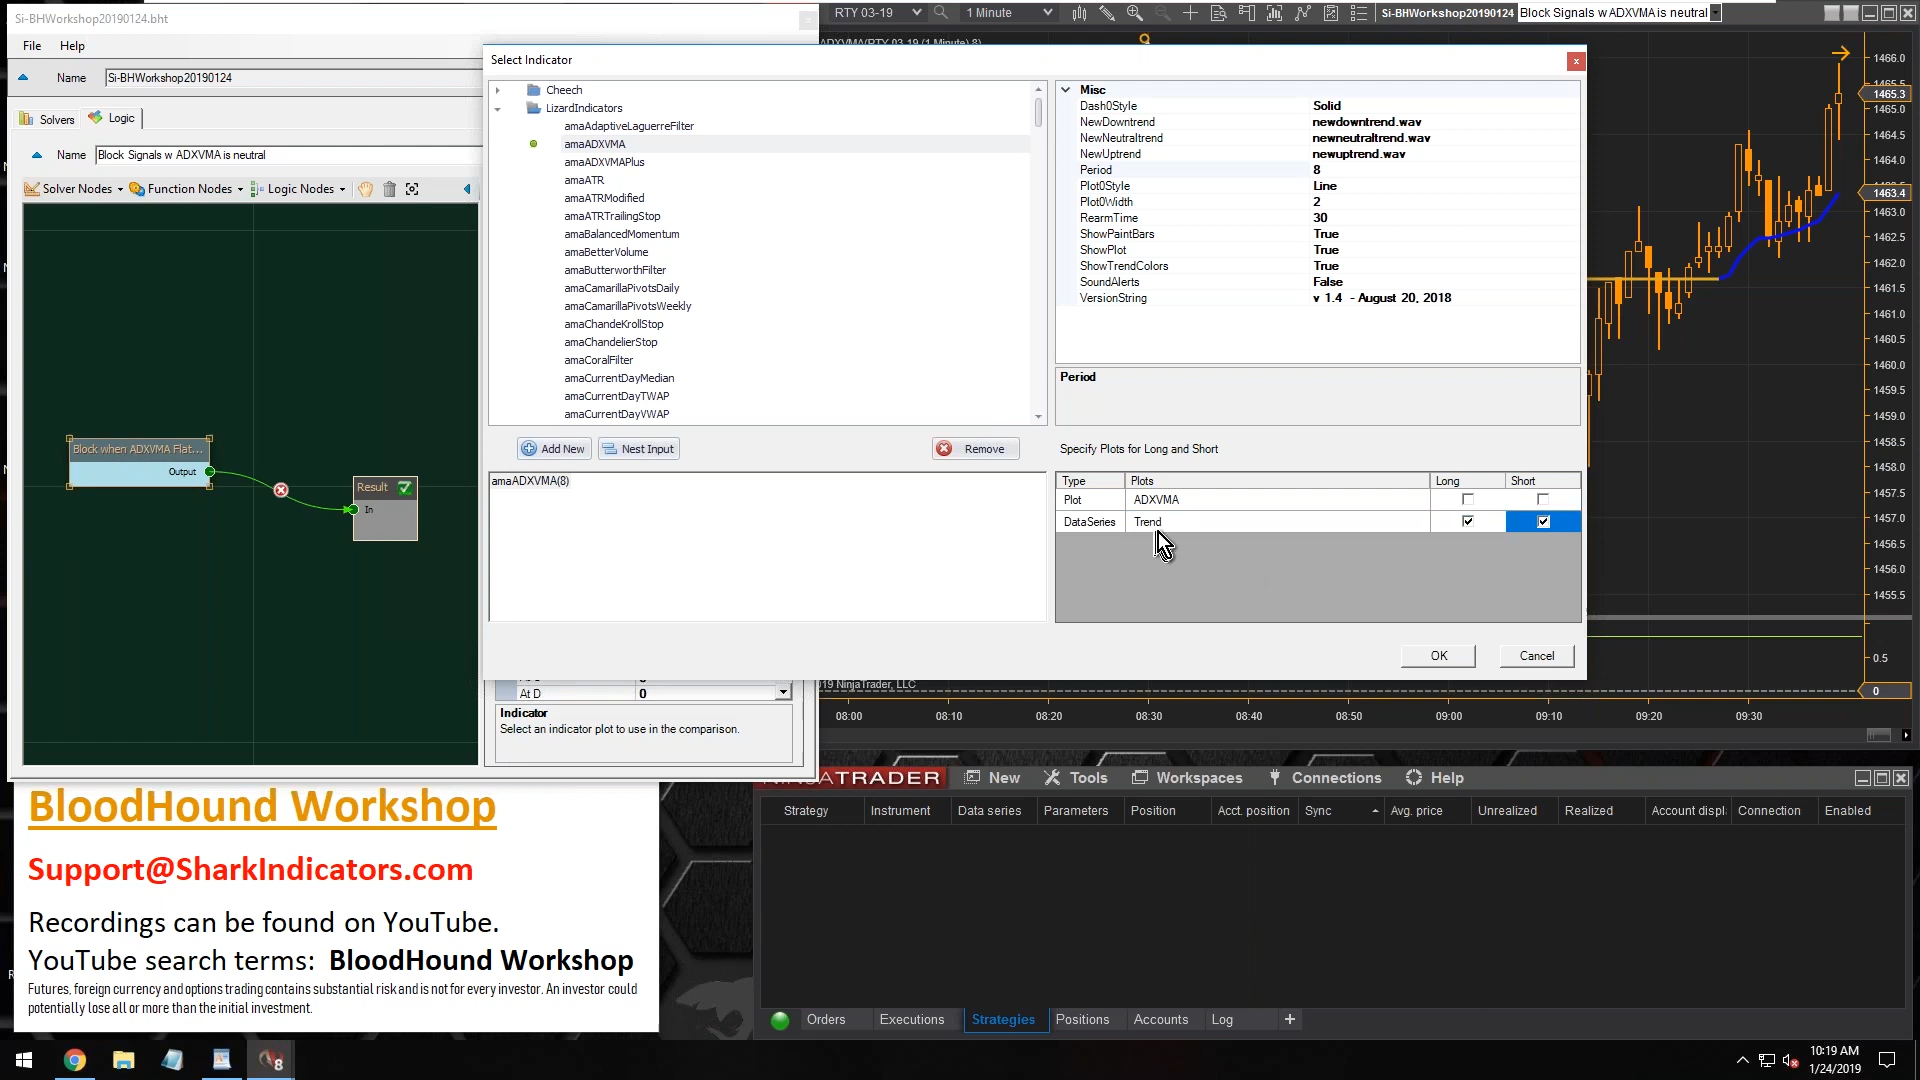 Si-BHWorkshop20190124.bht
File Help
Name Si-BHWorkshop20190124
Solvers Logic
Name Block Signals w ADXVMA is neutral
Solver Nodes Function Nodes Logic Nodes
Block when ADXVMA Flat...
Output
Result
In
RTY 03-19 1 Minute Si-BHWorkshop20190124 Block Signals w ADXVMA is neutral
Select Indicator
Cheech
LizardIndicators
amaAdaptiveLaguerreFilter
amaADXVMA
amaADXVMAPlus
amaATR
amaATRModified
amaATRTrailingStop
amaBalancedMomentum
amaBetterVolume
amaButterworthFilter
amaCamarillaPivotsDaily
amaCamarillaPivotsWeekly
amaChandeKrollStop
amaChandelierStop
amaCoralFilter
amaCurrentDayMedian
amaCurrentDayTWAP
amaCurrentDayVWAP
Add New Nest Input Remove
amaADXVMA(8)
Misc
Dash0Style Solid
NewDowntrend newdowntrend.wav
NewNeutraltrend newneutraltrend.wav
NewUptrend newuptrend.wav
Period 8
Plot0Style Line
Plot0Width 2
RearmTime 30
ShowPaintBars True
ShowPlot True
ShowTrendColors True
SoundAlerts False
VersionString v 1.4 - August 20, 2018
Period
Specify Plots for Long and Short
Type Plots Long Short
Plot ADXVMA
DataSeries Trend
OK Cancel
At D 0
Indicator
Select an indicator plot to use in the comparison.
19 NinjaTrader, LLC
1466.0
1465.3
1465.0
1464.5
1464.0
1463.4
1463.0
1462.5
1462.0
1461.5
1461.0
1460.5
1460.0
1459.5
1459.0
1458.5
1458.0
1457.5
1457.0
1456.5
1456.0
1455.5
0.5
0
08:00 08:10 08:20 08:30 08:40 08:50 09:00 09:10 09:20 09:30
NINJATRADER New Tools Workspaces Connections Help
Strategy Instrument Data series Parameters Position Acct. position Sync Avg. price Unrealized Realized Account displ Connection Enabled
Orders Executions Strategies Positions Accounts Log +
BloodHound Workshop
Support@SharkIndicators.com
Recordings can be found on YouTube.
YouTube search terms: BloodHound Workshop
Futures, foreign currency and options trading contains substantial risk and is not for every investor. An investor could
potentially lose all or more than the initial investment.
10:19 AM
1/24/2019